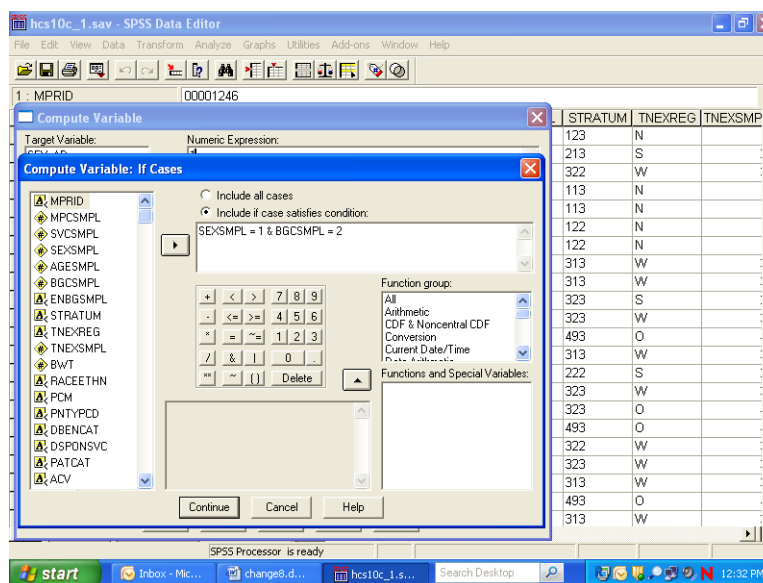 hcs10c_1.sav - SPSS Data Editor
File Edit View Data Transform Analyze Graphs Utilities Add-ons Window Help
1 : MPRID 00001246
Compute Variable
Target Variable: Numeric Expression:
Compute Variable: If Cases
STRATUM TNEXREG TNEXSMP
MPRID
MPCSMPL
SVCSMPL
SEXSMPL
AGESMPL
BGCSMPL
ENBGSMPL
STRATUM
TNEXREG
TNEXSMPL
BWT
RACEETHN
PCM
PNTYPCD
DBENCAT
DSPONSVC
PATCAT
ACV
Include all cases
Include if case satisfies condition:
SEXSMPL = 1 & BGCSMPL = 2
+ < > 7 8 9
- <= >= 4 5 6
* = ~= 1 2 3
/ & | 0 .
** ~ ( ) Delete
Function group:
All
Arithmetic
CDF & Noncentral CDF
Conversion
Current Date/Time
Functions and Special Variables:
Continue Cancel Help
123 N
213 S
322 W
113 N
113 N
122 N
122 N
313 W
313 W
323 S
323 W
493 O
313 W
222 S
323 W
323 O
493 O
322 W
323 W
313 W
493 O
313 W
SPSS Processor is ready
start Inbox - Mic... change8.d... hcs10c_1.s... Search Desktop 12:32 PM